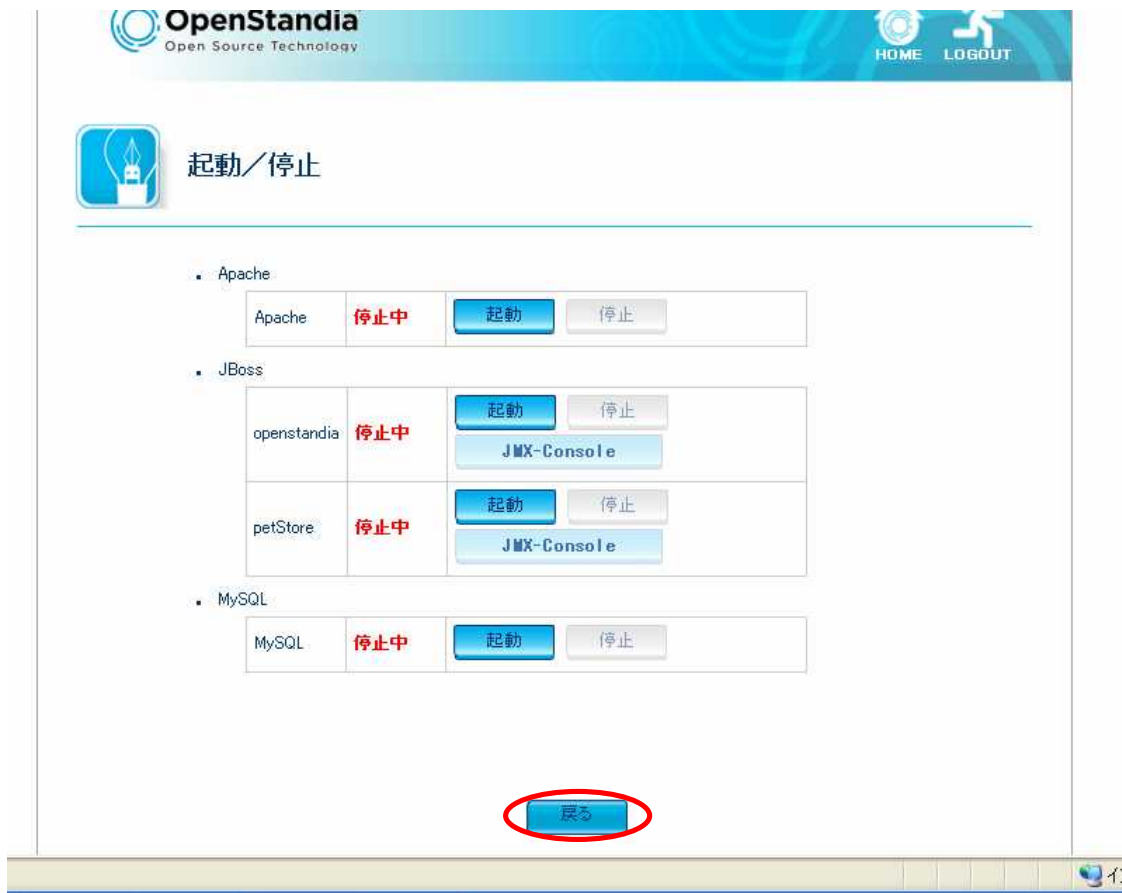 OpenStandia
Open Source Technology
HOME LOGOUT
起動／停止
Apache
Apache 停止中 起動 停止
JBoss
openstandia 停止中 起動 停止
JMX-Console
petStore 停止中 起動 停止
JMX-Console
MySQL
MySQL 停止中 起動 停止
戻る